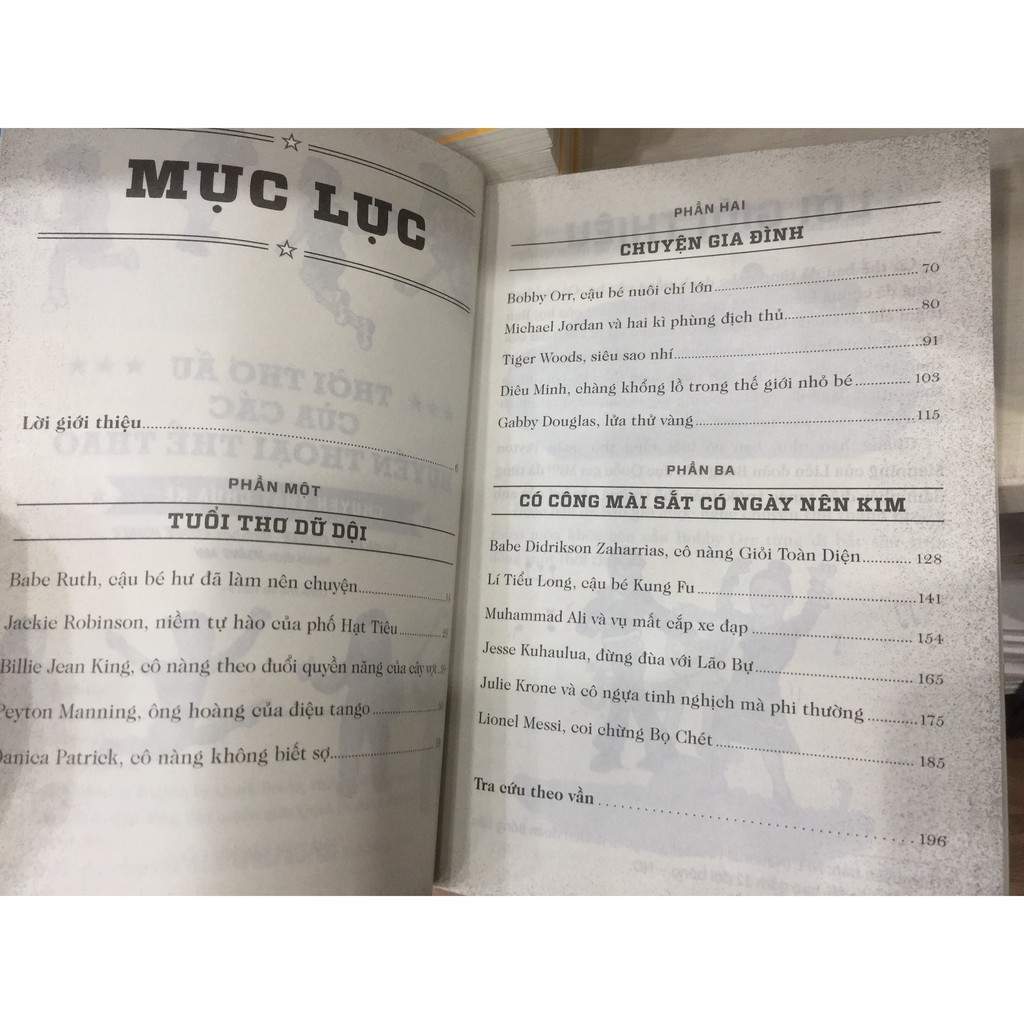 MỤC LỤC
Lời giới thiệu 6
PHẦN MỘT
TUỔI THƠ DỮ DỘI
Babe Ruth, cậu bé hư đã làm nên chuyện
Jackie Robinson, niềm tự hào của phố Hạt Tiêu
Billie Jean King, cô nàng theo đuổi quyền năng của cây vợt
Peyton Manning, ông hoàng của điệu tango
Danica Patrick, cô nàng không biết sợ
PHẦN HAI
CHUYỆN GIA ĐÌNH
Bobby Orr, cậu bé nuôi chí lớn 70
Michael Jordan và hai kì phùng địch thủ 80
Tiger Woods, siêu sao nhí 91
Diêu Minh, chàng khổng lồ trong thế giới nhỏ bé 103
Gabby Douglas, lửa thử vàng 115
PHẦN BA
CÓ CÔNG MÀI SẮT CÓ NGÀY NÊN KIM
Babe Didrikson Zaharrias, cô nàng Giỏi Toàn Diện 128
Lí Tiểu Long, cậu bé Kung Fu 141
Muhammad Ali và vụ mất cắp xe đạp 154
Jesse Kuhaulua, đừng đùa với Lão Bự 165
Julie Krone và cô ngựa tinh nghịch mà phi thường 175
Lionel Messi, coi chừng Bọ Chét 185
Tra cứu theo vần 196